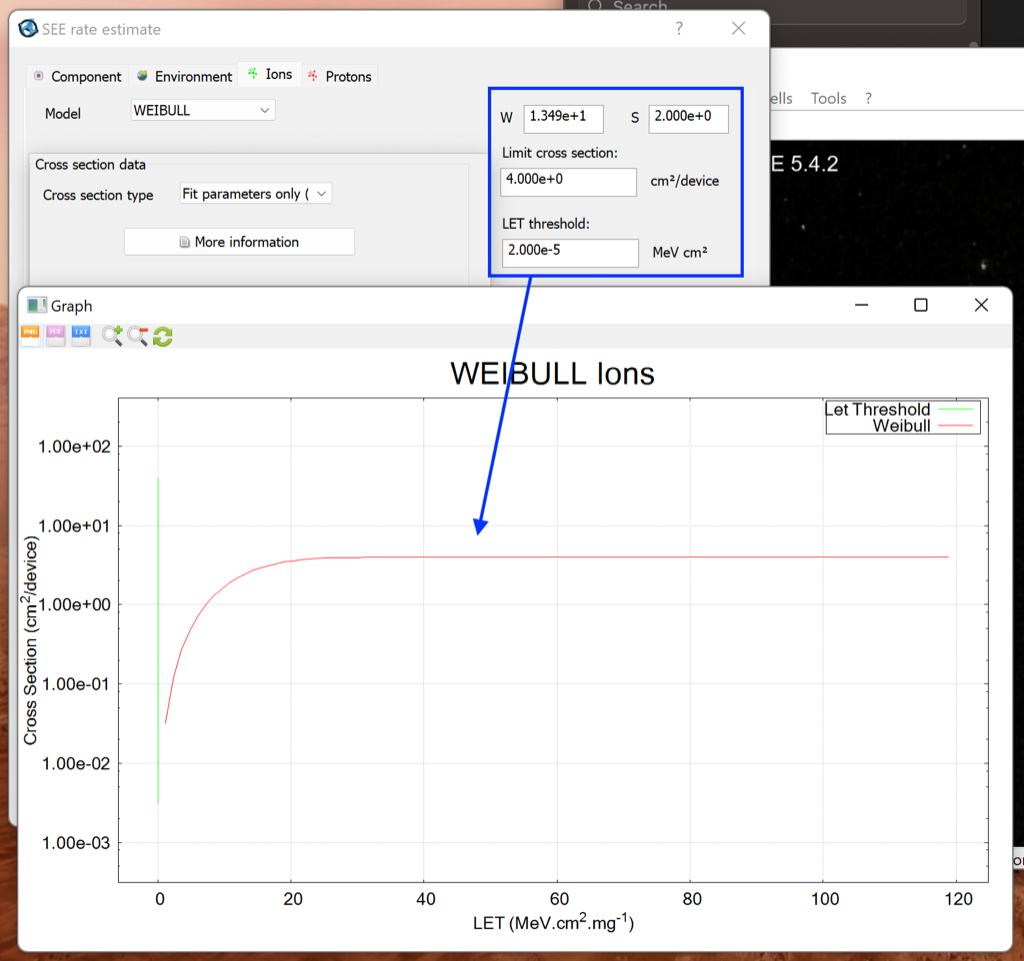 Search
SEE rate estimate
?
Component
Environment
Ions
Protons
Model
WEIBULL
W
1.349e+1
S
2.000e+0
Limit cross section:
4.000e+0
cm²/device
LET threshold:
2.000e-5
MeV cm²
Cross section data
Cross section type
Fit parameters only (
More information
ells Tools ?
E 5.4.2
Graph
PNG
PDF
TXT
WEIBULL Ions
Let Threshold
Weibull
1.00e+02
1.00e+01
1.00e+00
1.00e-01
1.00e-02
1.00e-03
Cross Section (cm²/device)
0 20 40 60 80 100 120
LET (MeV.cm².mg⁻¹)
or